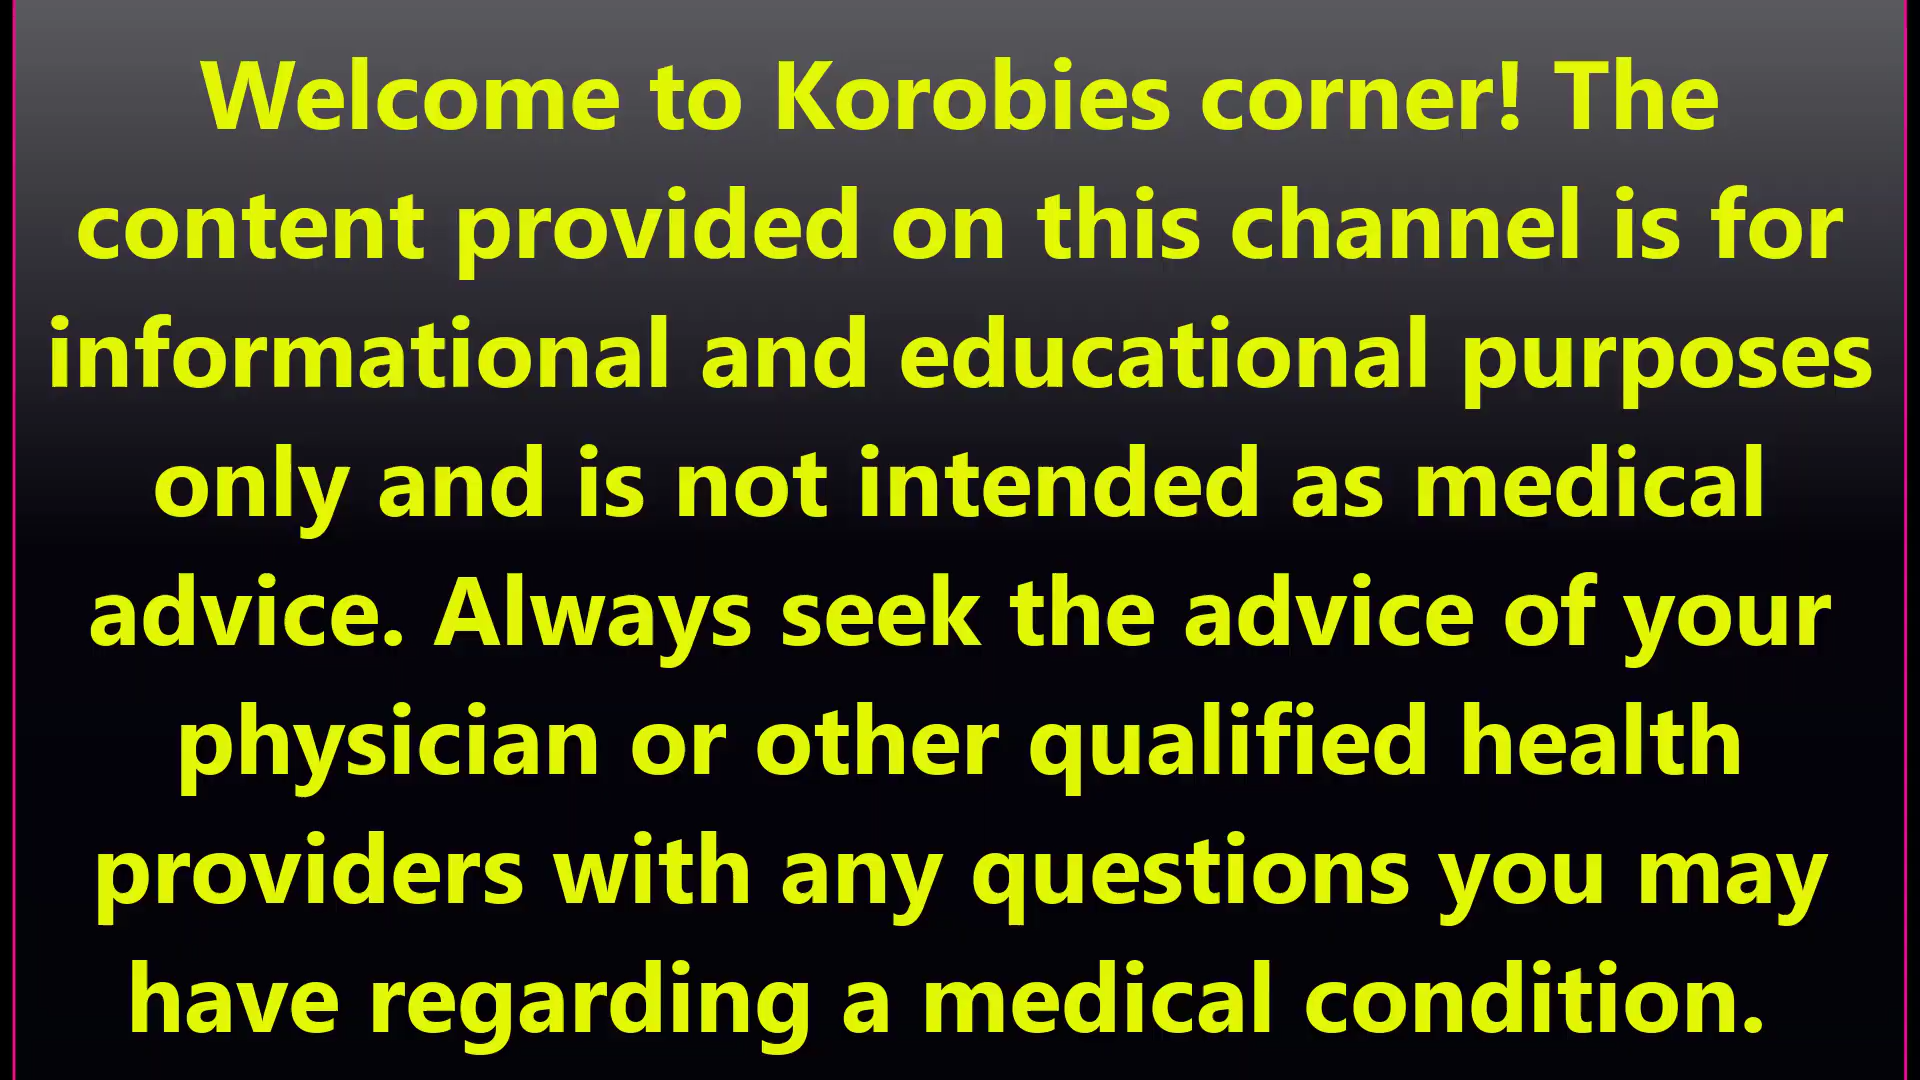 Welcome to Korobies corner! The
content provided on this channel is for
informational and educational purposes
only and is not intended as medical
advice. Always seek the advice of your
physician or other qualified health
providers with any questions you may
have regarding a medical condition.